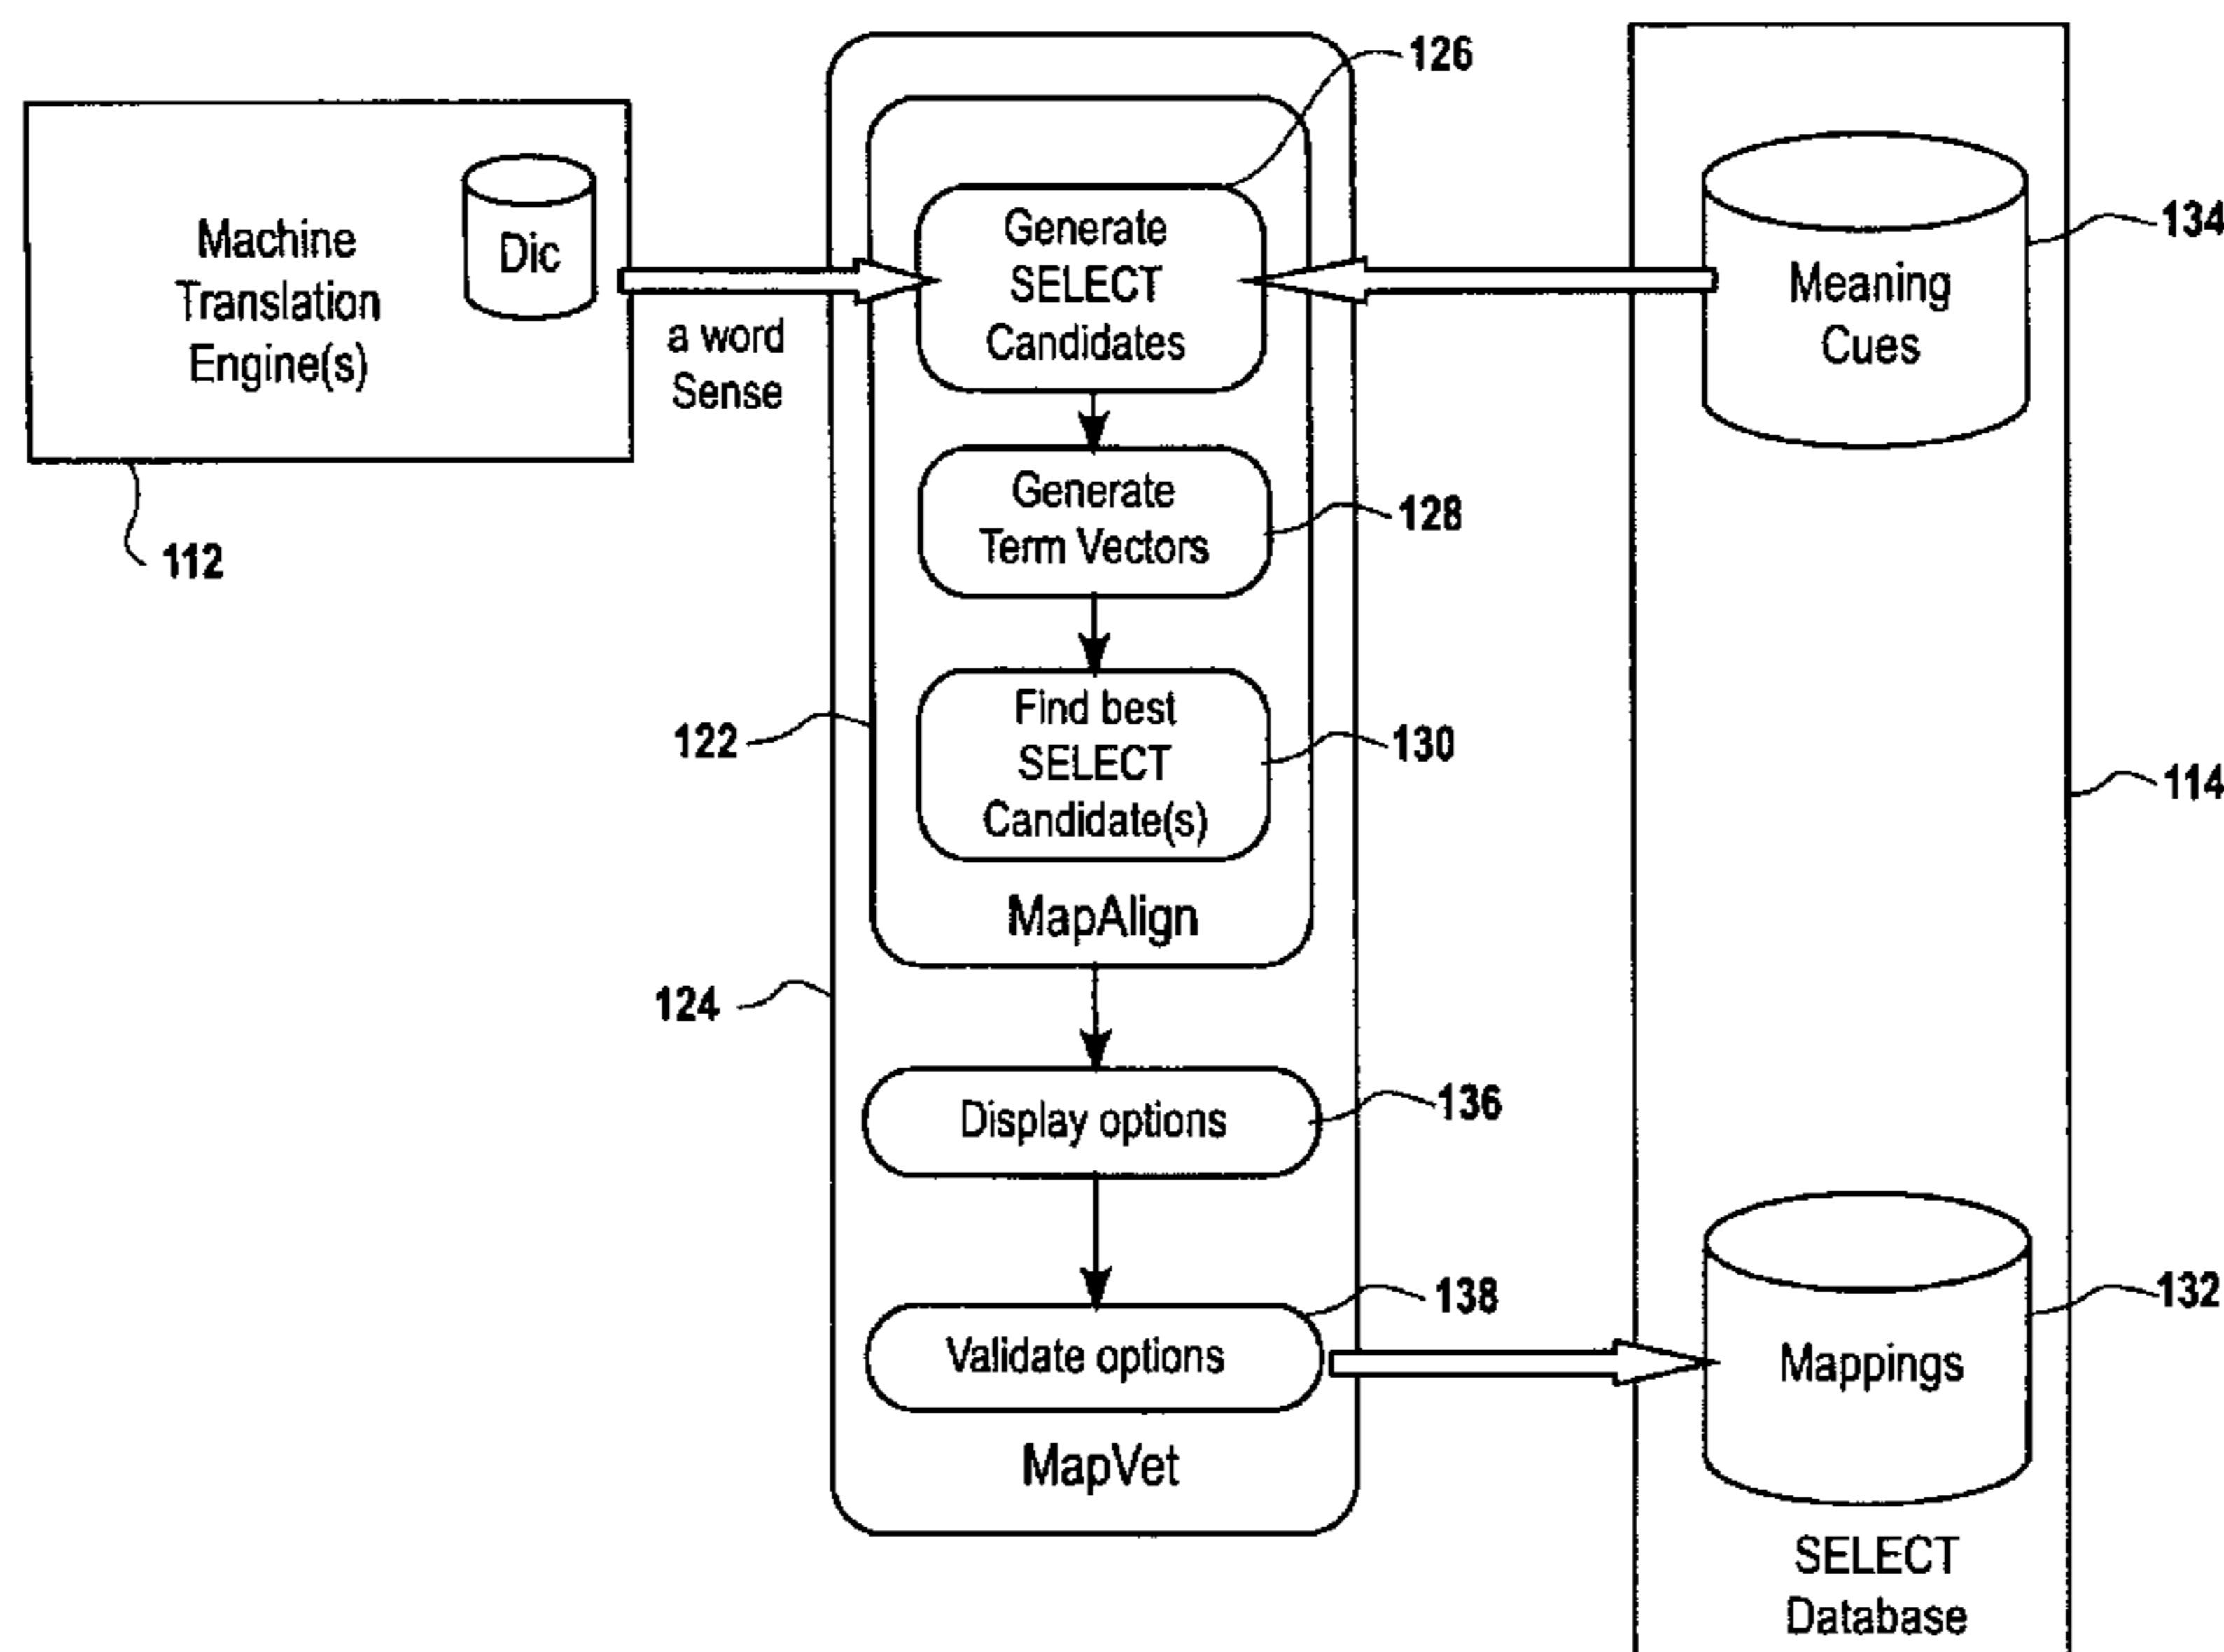 Machine
Translation
Engine(s)
Dic
112
a word
Sense
126
Generate
SELECT
Candidates
Generate
Term Vectors
128
Find best
SELECT
Candidate(s)
130
122
MapAlign
124
Display options
136
Validate options
138
MapVet
Meaning
Cues
134
114
Mappings
132
SELECT
Database